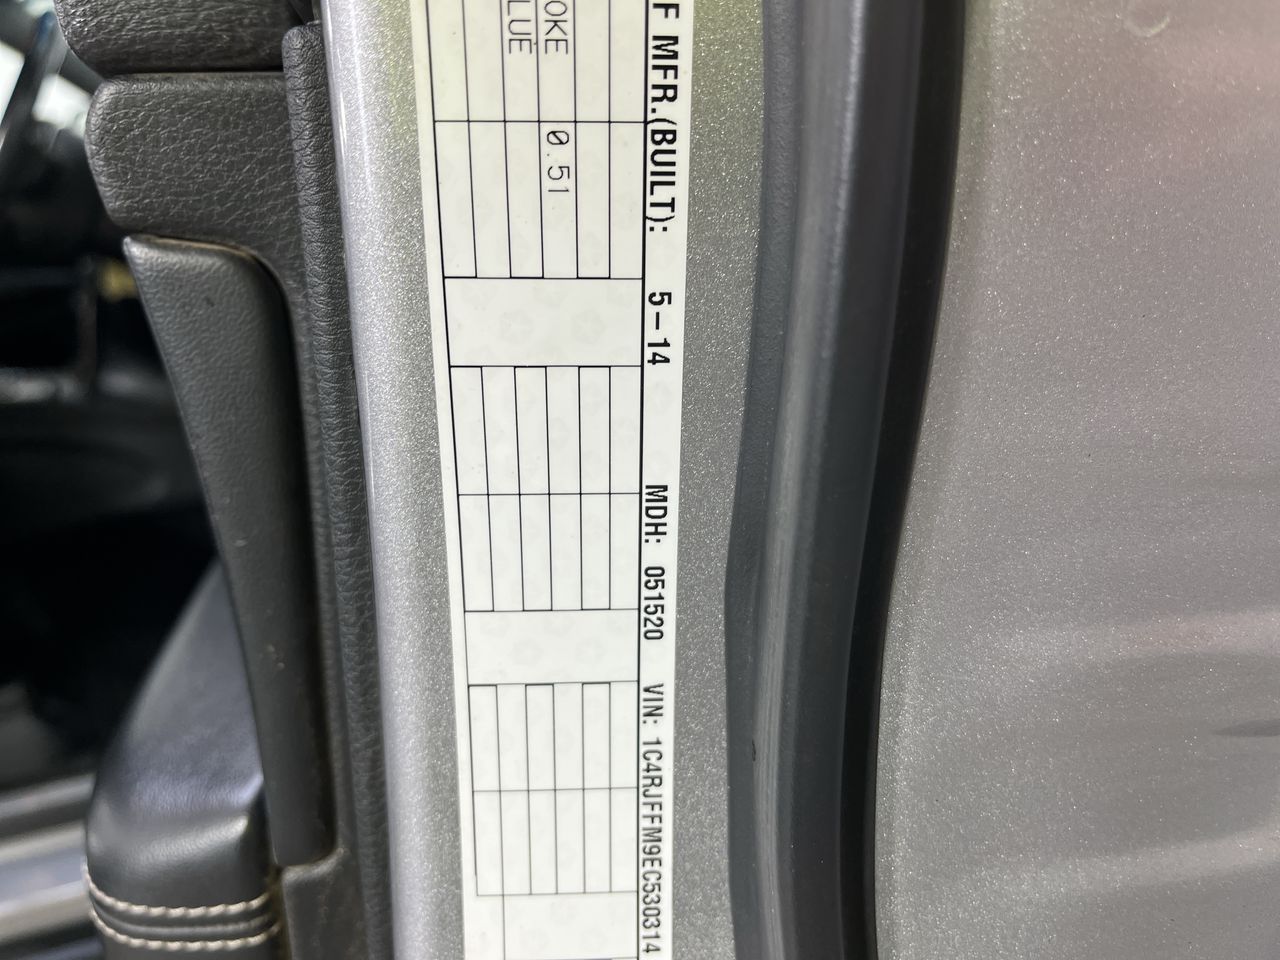 F MFR.(BUILT): 5-14 MDH: 051520 VIN: 1C4RJFFM9EC530314
OKE 0.51
LUE